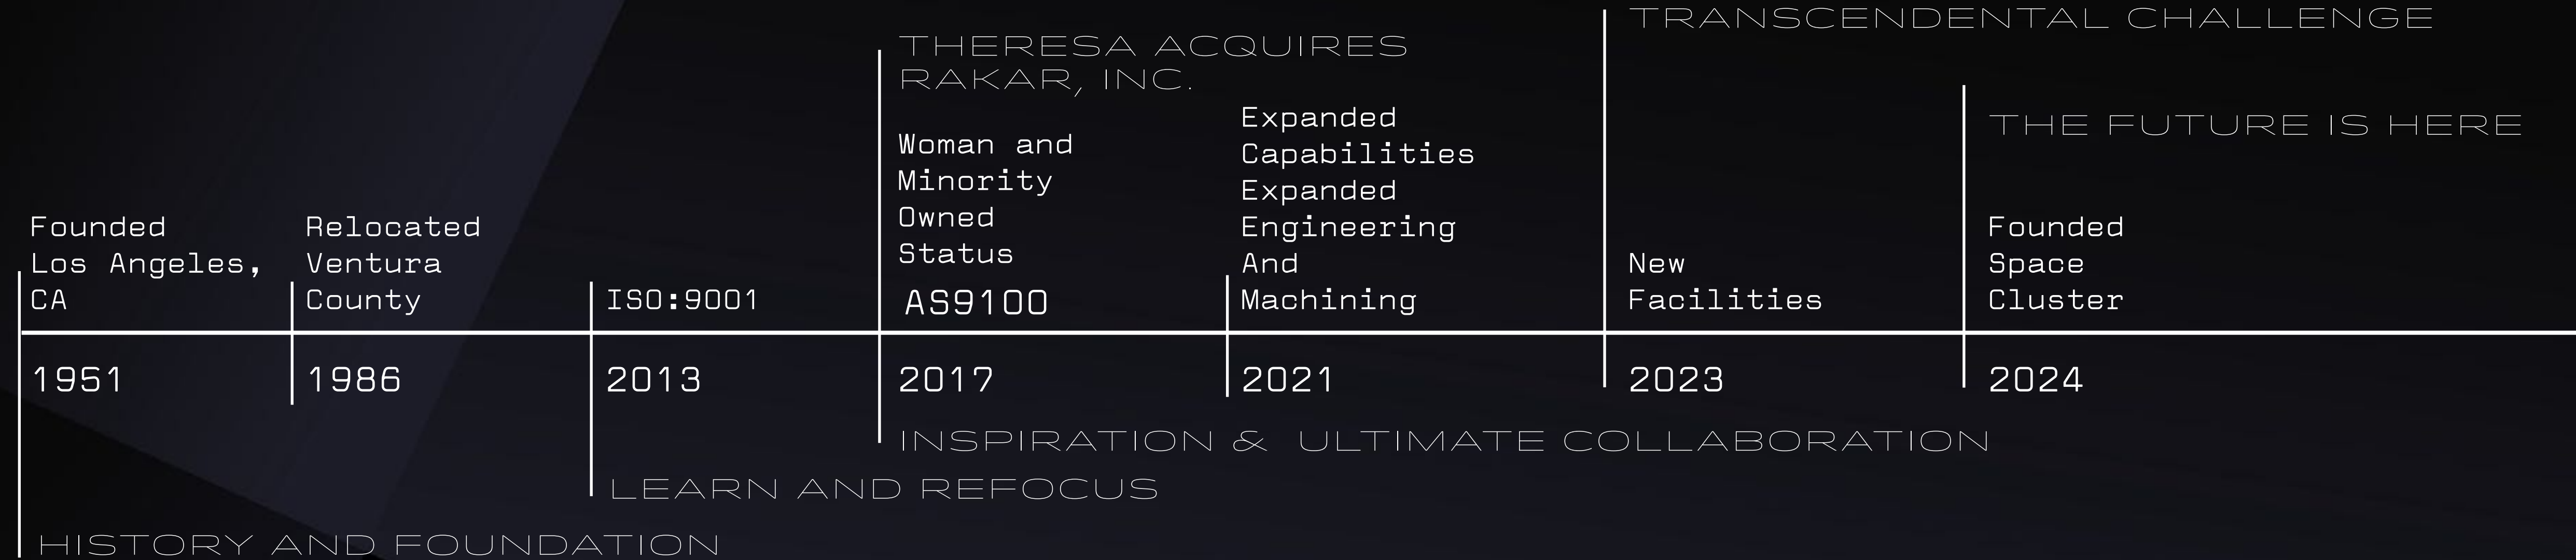 TRANSCENDENTAL CHALLENGE
THERESA ACQUIRES
RAKAR, INC.
THE FUTURE IS HERE
Founded
Los Angeles,
CA
Relocated
Ventura
County
ISO:9001
Woman and
Minority
Owned
Status
AS9100
Expanded
Capabilities
Expanded
Engineering
And
Machining
New
Facilities
Founded
Space
Cluster
1951
1986
2013
2017
2021
2023
2024
INSPIRATION & ULTIMATE COLLABORATION
LEARN AND REFOCUS
HISTORY AND FOUNDATION